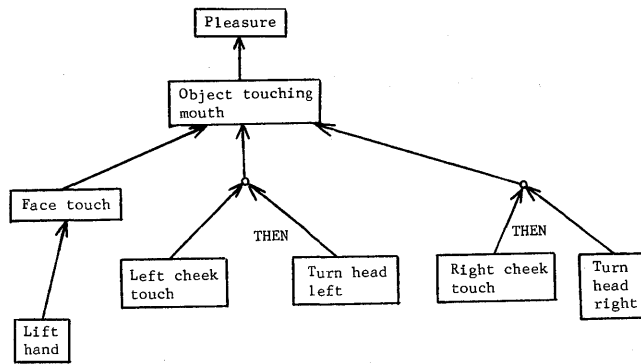 Pleasure
Object touching
mouth
Face touch
THEN
THEN
Left cheek
touch
Turn head
left
Right cheek
touch
Turn
head
right
Lift
hand